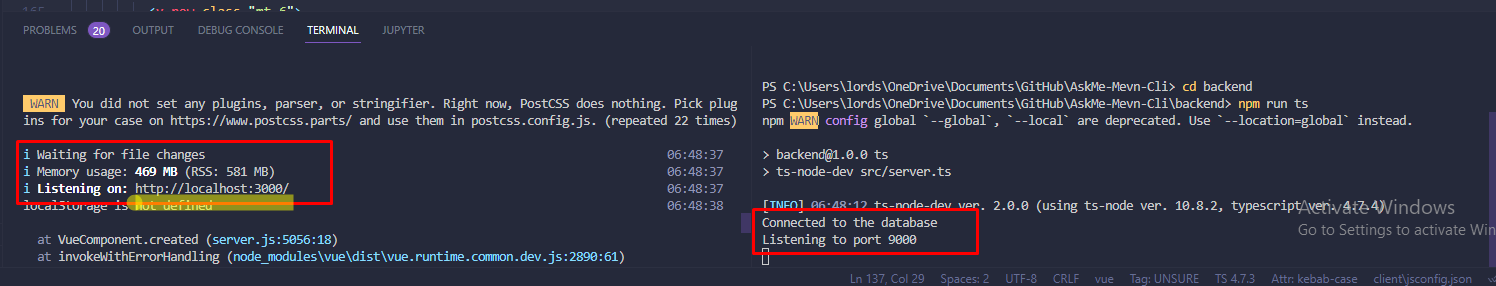 165 <v-row class="mt-6">
PROBLEMS 20 OUTPUT DEBUG CONSOLE TERMINAL JUPYTER
WARN You did not set any plugins, parser, or stringifier. Right now, PostCSS does nothing. Pick plug
ins for your case on https://www.postcss.parts/ and use them in postcss.config.js. (repeated 22 times)
i Waiting for file changes 06:48:37
i Memory usage: 469 MB (RSS: 581 MB) 06:48:37
i Listening on: http://localhost:3000/ 06:48:37
localStorage is not defined 06:48:38
at VueComponent.created (server.js:5056:18)
at invokeWithErrorHandling (node_modules\vue\dist\vue.runtime.common.dev.js:2890:61)
PS C:\Users\lords\OneDrive\Documents\GitHub\AskMe-Mevn-Cli> cd backend
PS C:\Users\lords\OneDrive\Documents\GitHub\AskMe-Mevn-Cli\backend> npm run ts
npm WARN config global `--global`, `--local` are deprecated. Use `--location=global` instead.
> backend@1.0.0 ts
> ts-node-dev src/server.ts
[INFO] 06:48:12 ts-node-dev ver. 2.0.0 (using ts-node ver. 10.8.2, typescript ver. 4.7.4)
Connected to the database
Listening to port 9000
Activate Windows
Go to Settings to activate Win
Ln 137, Col 29 Spaces: 2 UTF-8 CRLF vue Tag: UNSURE TS 4.7.3 Attr: kebab-case client\jsconfig.json